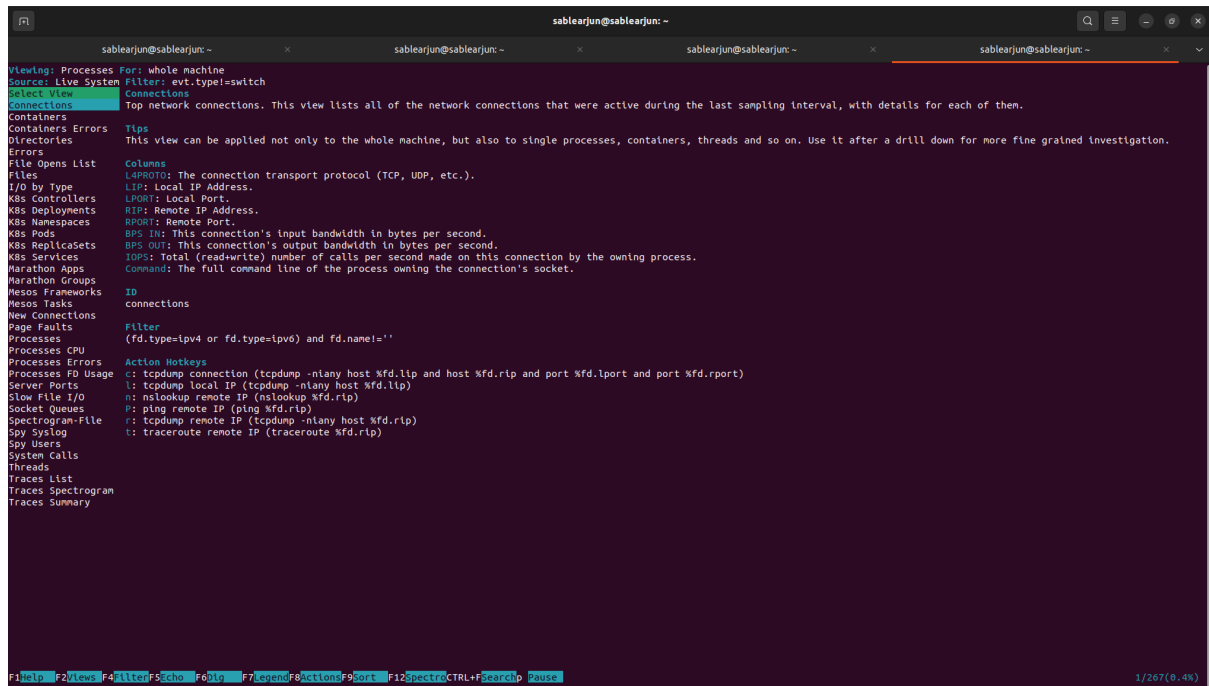 sablearjun@sablearjun: ~
sablearjun@sablearjun: ~ sablearjun@sablearjun: ~ sablearjun@sablearjun: ~ sablearjun@sablearjun: ~
Viewing: Processes For: whole machine
Source: Live System Filter: evt.type!=switch
Select View Connections
Connections Top network connections. This view lists all of the network connections that were active during the last sampling interval, with details for each of them.
Containers
Containers Errors Tips
Directories This view can be applied not only to the whole machine, but also to single processes, containers, threads and so on. Use it after a drill down for more fine grained investigation.
Errors
File Opens List Columns
Files L4PROTO: The connection transport protocol (TCP, UDP, etc.).
I/O by Type LIP: Local IP Address.
K8s Controllers LPORT: Local Port.
K8s Deployments RIP: Remote IP Address.
K8s Namespaces RPORT: Remote Port.
K8s Pods BPS IN: This connection's input bandwidth in bytes per second.
K8s ReplicaSets BPS OUT: This connection's output bandwidth in bytes per second.
K8s Services IOPS: Total (read+write) number of calls per second made on this connection by the owning process.
Marathon Apps Command: The full command line of the process owning the connection's socket.
Marathon Groups
Mesos Frameworks ID
Mesos Tasks connections
New Connections
Page Faults Filter
Processes (fd.type=ipv4 or fd.type=ipv6) and fd.name!=''
Processes CPU
Processes Errors Action Hotkeys
Processes FD Usage c: tcpdump connection (tcpdump -niany host %fd.lip and host %fd.rip and port %fd.lport and port %fd.rport)
Server Ports l: tcpdump local IP (tcpdump -niany host %fd.lip)
Slow File I/O n: nslookup remote IP (nslookup %fd.rip)
Socket Queues P: ping remote IP (ping %fd.rip)
Spectrogram-File r: tcpdump remote IP (tcpdump -niany host %fd.rip)
Spy Syslog t: traceroute remote IP (traceroute %fd.rip)
Spy Users
System Calls
Threads
Traces List
Traces Spectrogram
Traces Summary
F1Help F2Views F4FilterF5Echo F6Dig F7LegendF8ActionsF9Sort F12SpectroCTRL+FSearchp Pause 1/267(0.4%)